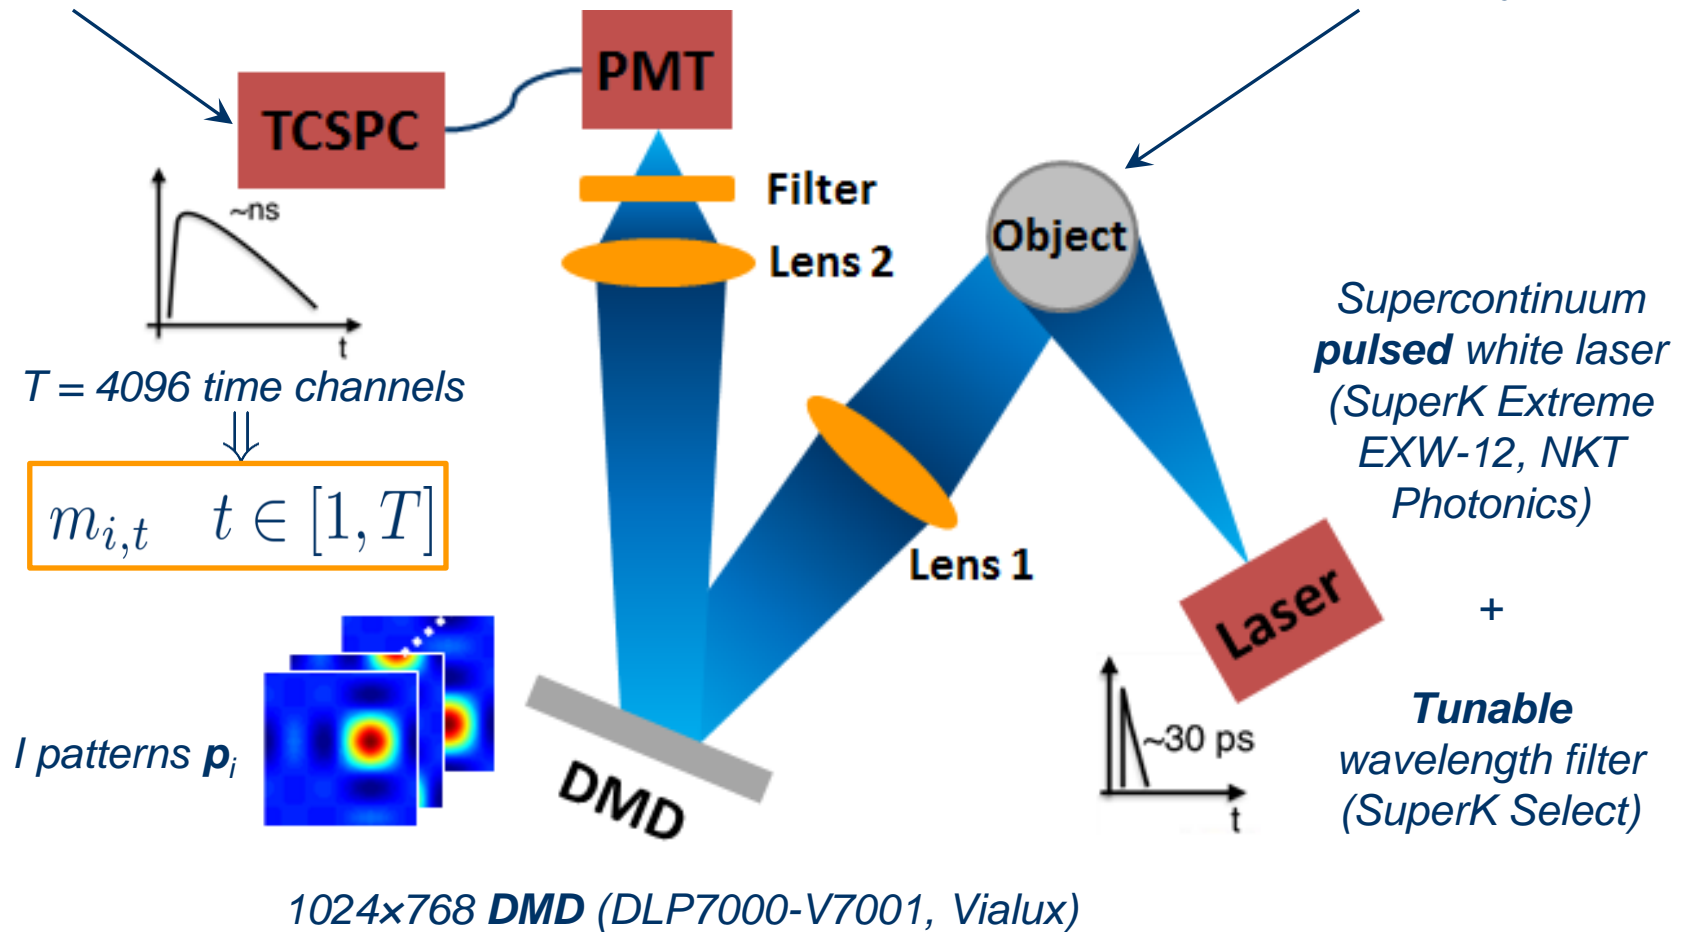 PMT
TCSPC
Filter
Lens 2
Object
~ns
t
T = 4096 time channels
⇓
m_{i,t} t ∈ [1, T]
Supercontinuum
pulsed white laser
(SuperK Extreme
EXW-12, NKT
Photonics)
+
Tunable
wavelength filter
(SuperK Select)
Lens 1
Laser
~30 ps
t
I patterns p_i
DMD
1024×768 DMD (DLP7000-V7001, Vialux)